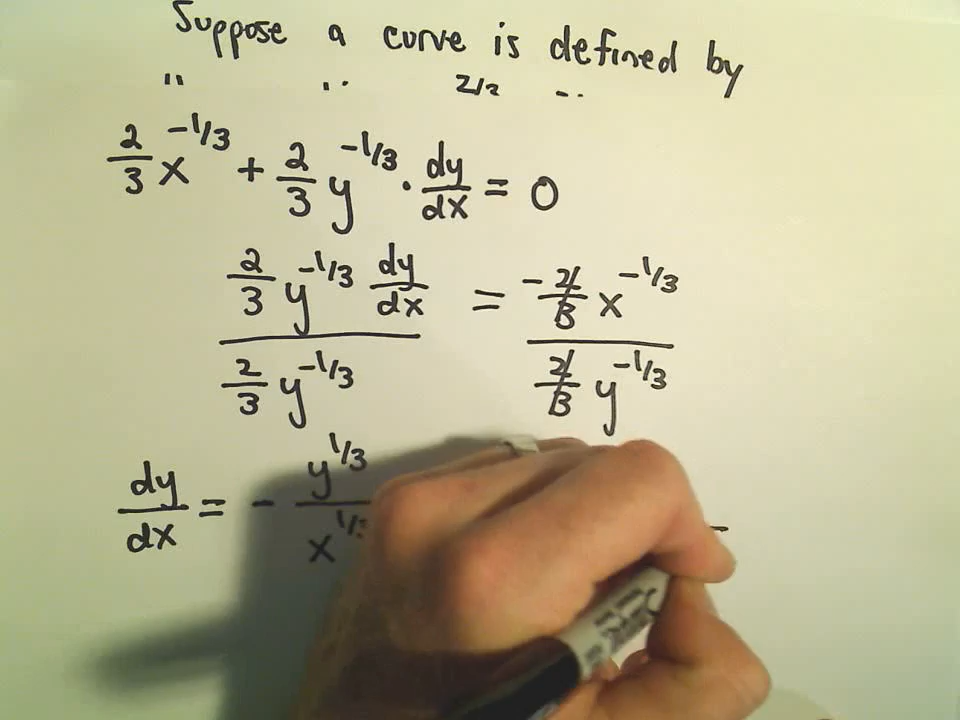 Suppose a curve is defined by
2/3 x^-1/3 + 2/3 y^-1/3 · dy/dx = 0
2/3 y^-1/3 dy/dx / 2/3 y^-1/3 = -2/3 x^-1/3 / 2/3 y^-1/3
dy/dx = - y^1/3 / x^1/3